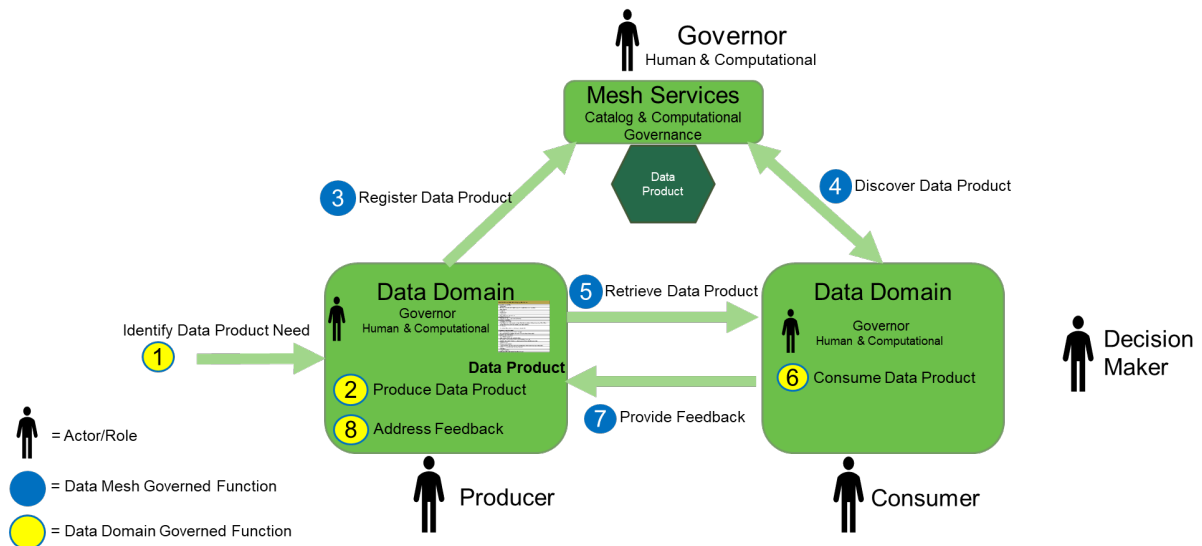 Governor
Human & Computational
Mesh Services
Catalog & Computational
Governance
Data
Product
3 Register Data Product
4 Discover Data Product
Data Domain
Governor
Human & Computational
Data Product
2 Produce Data Product
8 Address Feedback
Identify Data Product Need
1
5 Retrieve Data Product
7 Provide Feedback
Data Domain
Governor
Human & Computational
6 Consume Data Product
Decision
Maker
Producer
Consumer
= Actor/Role
= Data Mesh Governed Function
= Data Domain Governed Function